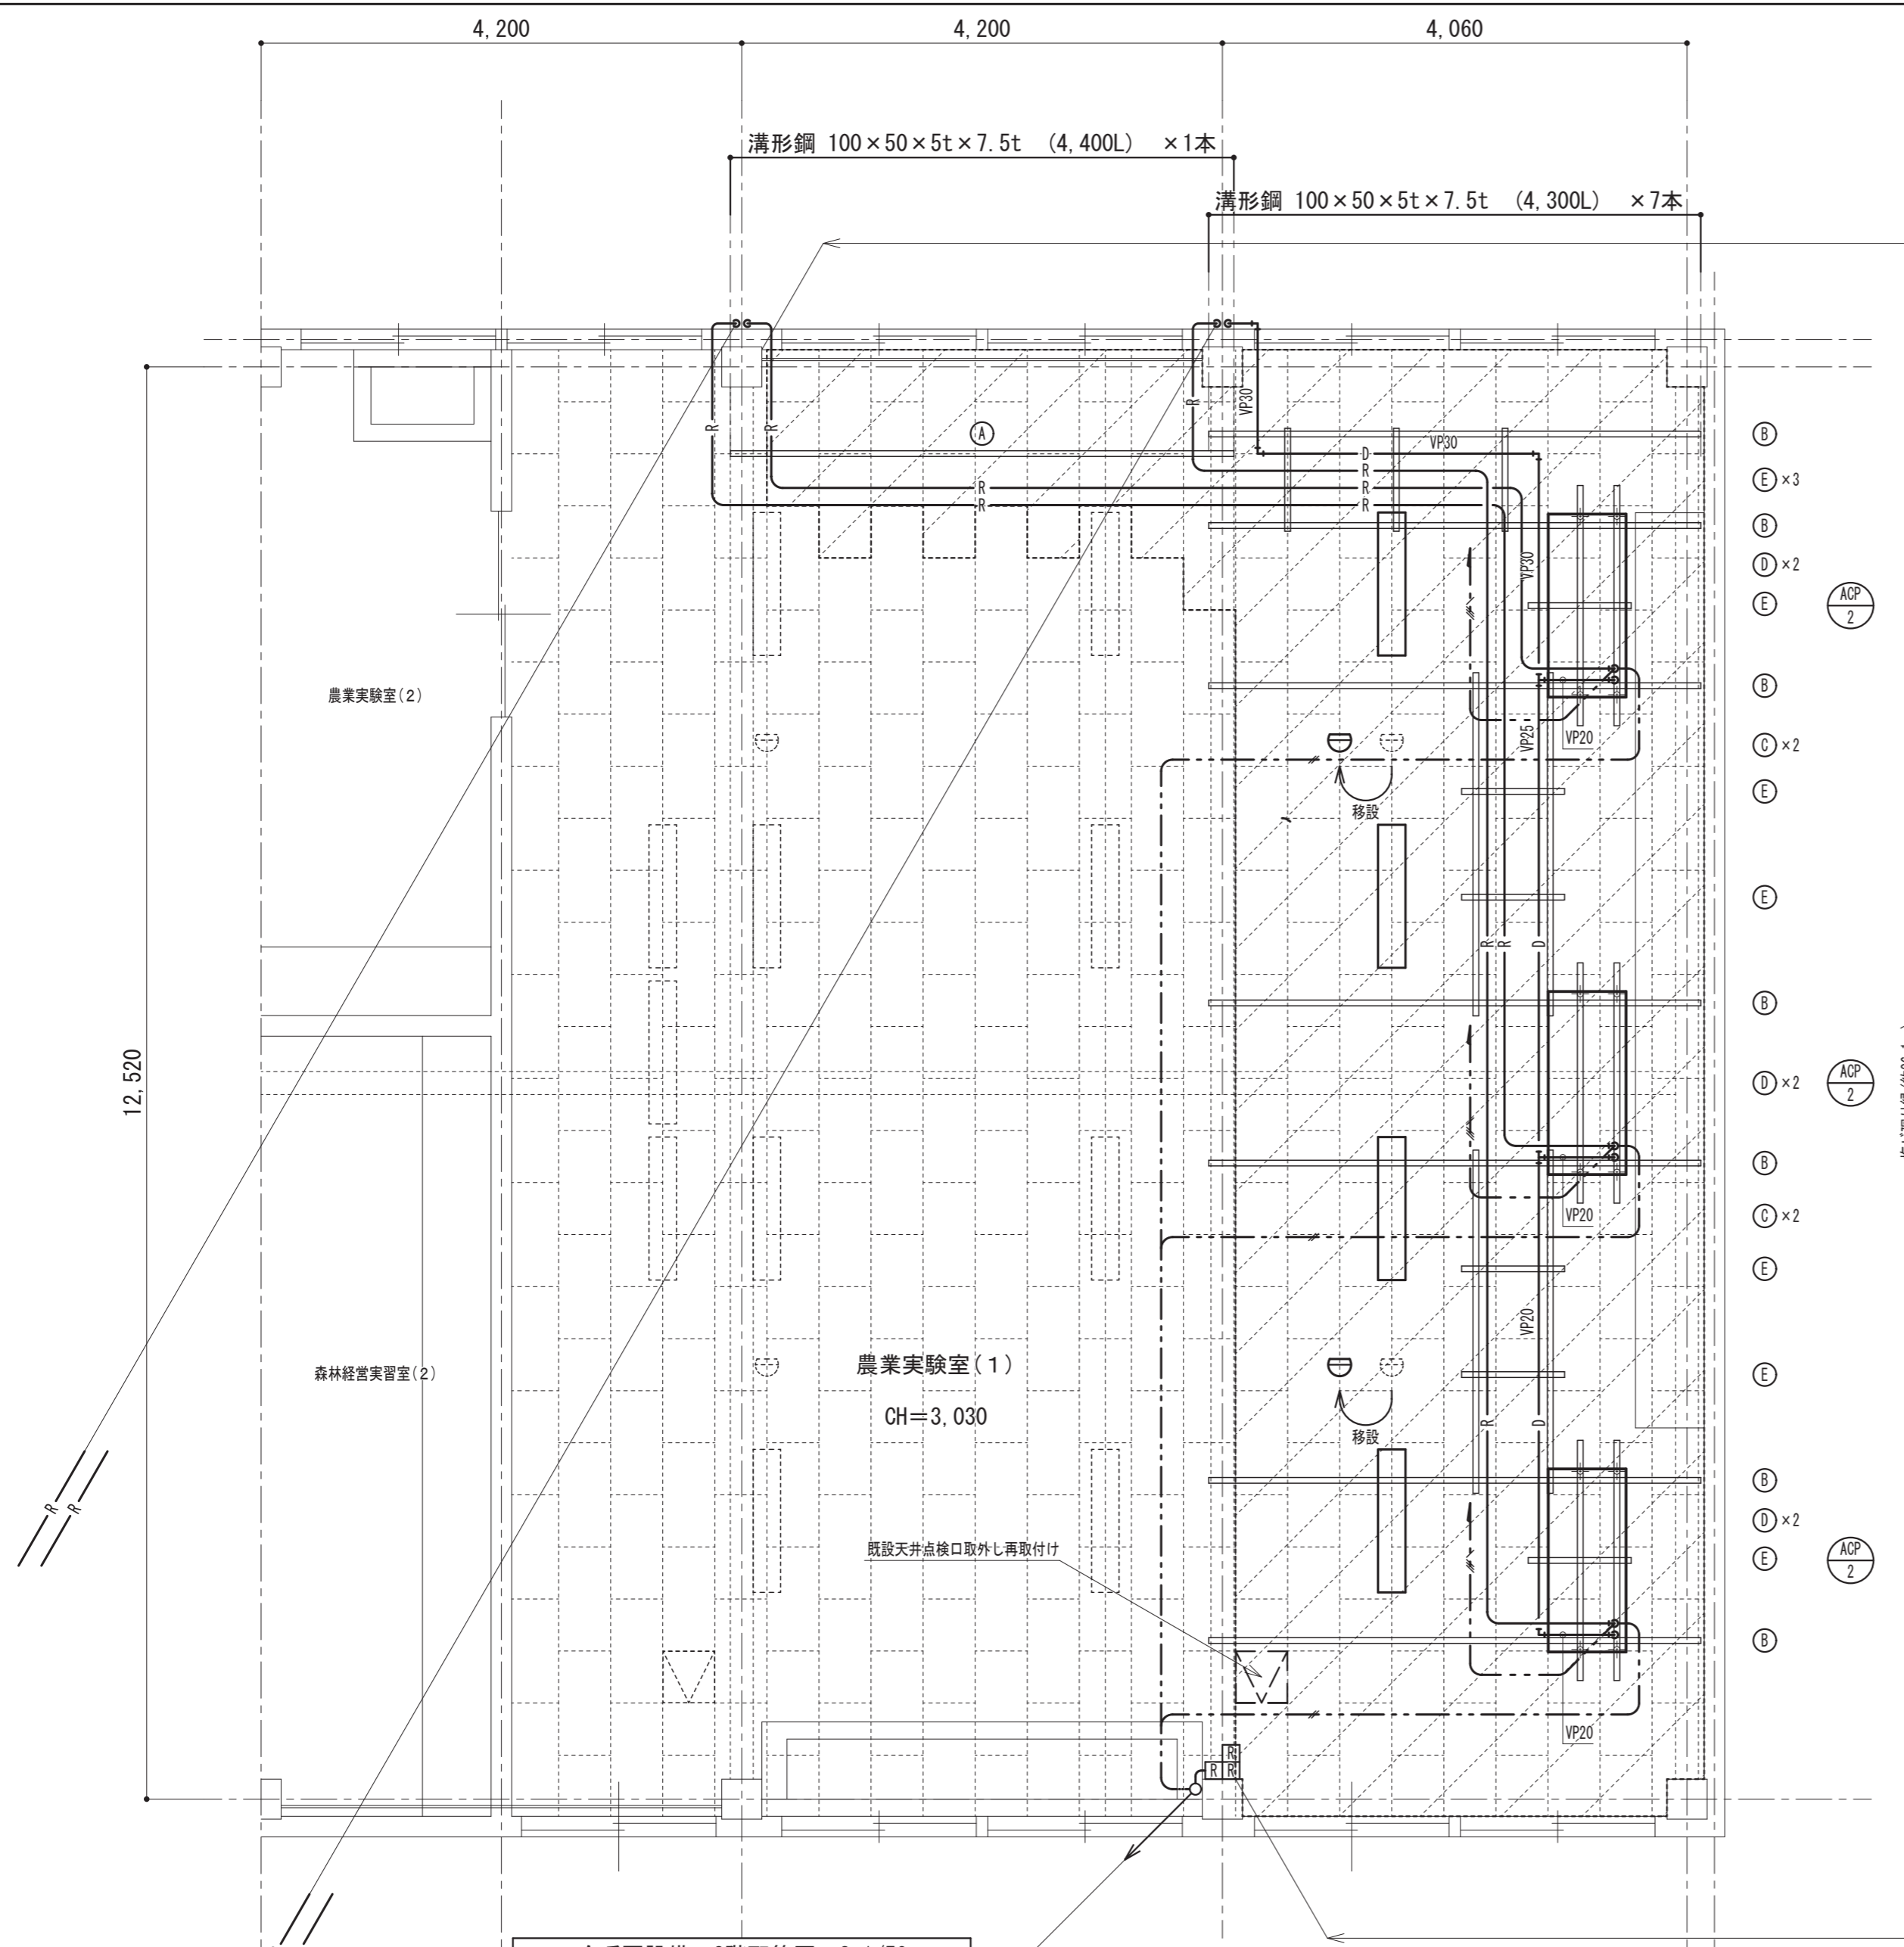 4,200
4,200
4,060
溝形鋼 100×50×5t×7.5t （4,400L） ×1本
溝形鋼 100×50×5t×7.5t （4,300L） ×7本
R
R
R
VP30
Ⓐ
VP30
Ⓑ
D
R
R
R
R
R
Ⓔ×3
Ⓑ
VP30
Ⓓ×2
Ⓔ
ACP
2
農業実験室(2)
Ⓑ
VP25
VP20
Ⓒ×2
Ⓔ
移設
Ⓔ
R
R
D
Ⓑ
12,520
Ⓓ×2
ACP
2
Ⓑ
VP20
Ⓒ×2
Ⓔ
VP20
農業実験室(1)
森林経営実習室(2)
Ⓔ
CH＝3,030
R
D
移設
Ⓑ
R
R
Ⓓ×2
既設天井点検口取外し再取付け
Ⓔ
ACP
2
Ⓑ
VP20
R
R
R